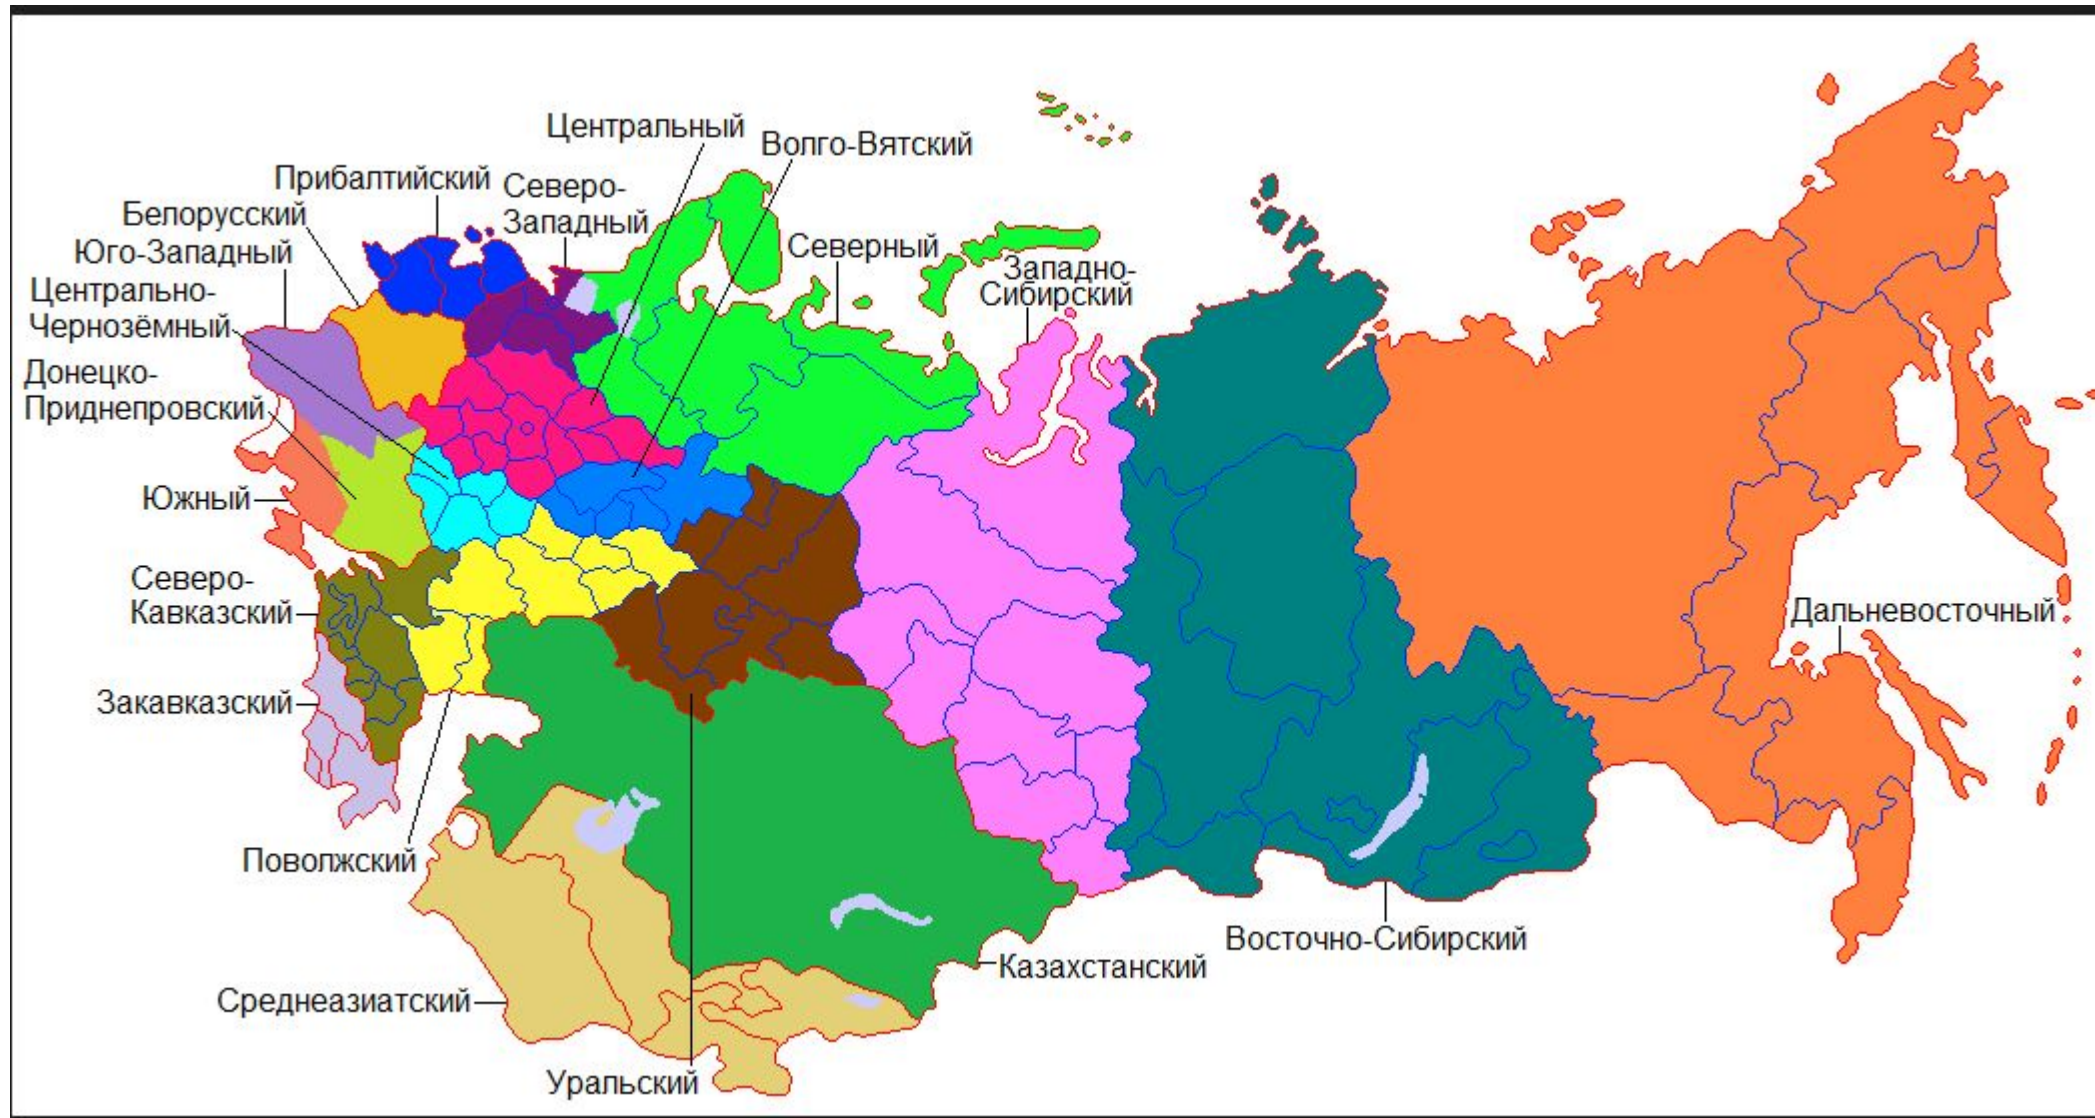 Центральный
Волго-Вятский
Прибалтийский
Северо-
Западный
Белорусский
Юго-Западный
Северный
Западно-
Сибирский
Центрально-
Чернозёмный
Донецко-
Приднепровский
Южный
Северо-
Кавказский
Дальневосточный
Закавказский
Поволжский
Восточно-Сибирский
Казахстанский
Среднеазиатский
Уральский